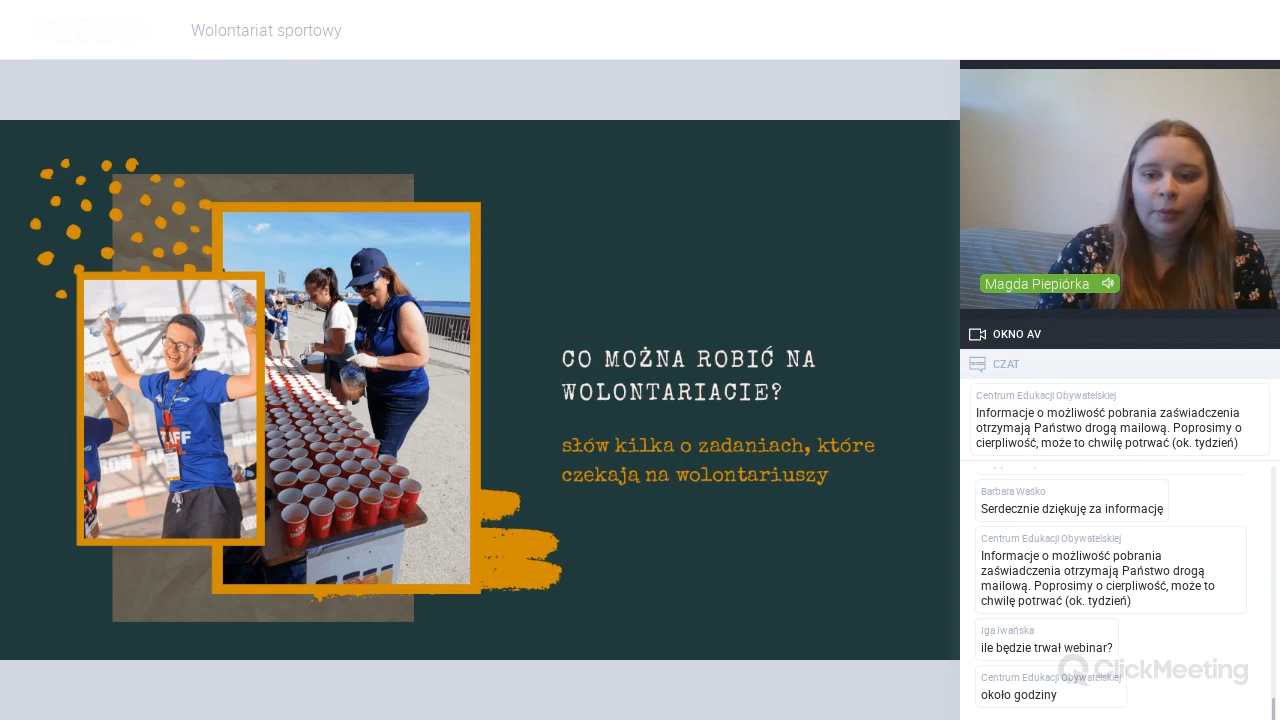 Wolontariat sportowy
CO MOŻNA ROBIĆ NA
WOLONTARIACIE?
słów kilka o zadaniach, które
czekają na wolontariuszy
Magda Piepiórka
OKNO AV
CZAT
Centrum Edukacji Obywatelskiej
Informacje o możliwość pobrania zaświadczenia
otrzymają Państwo drogą mailową. Poprosimy o
cierpliwość, może to chwilę potrwać (ok. tydzień)
Barbara Waśko
Serdecznie dziękuję za informację
Centrum Edukacji Obywatelskiej
Informacje o możliwość pobrania
zaświadczenia otrzymają Państwo drogą
mailową. Poprosimy o cierpliwość, może to
chwilę potrwać (ok. tydzień)
Iga Iwańska
ile będzie trwał webinar?
Centrum Edukacji Obywatelskiej
około godziny
ClickMeeting